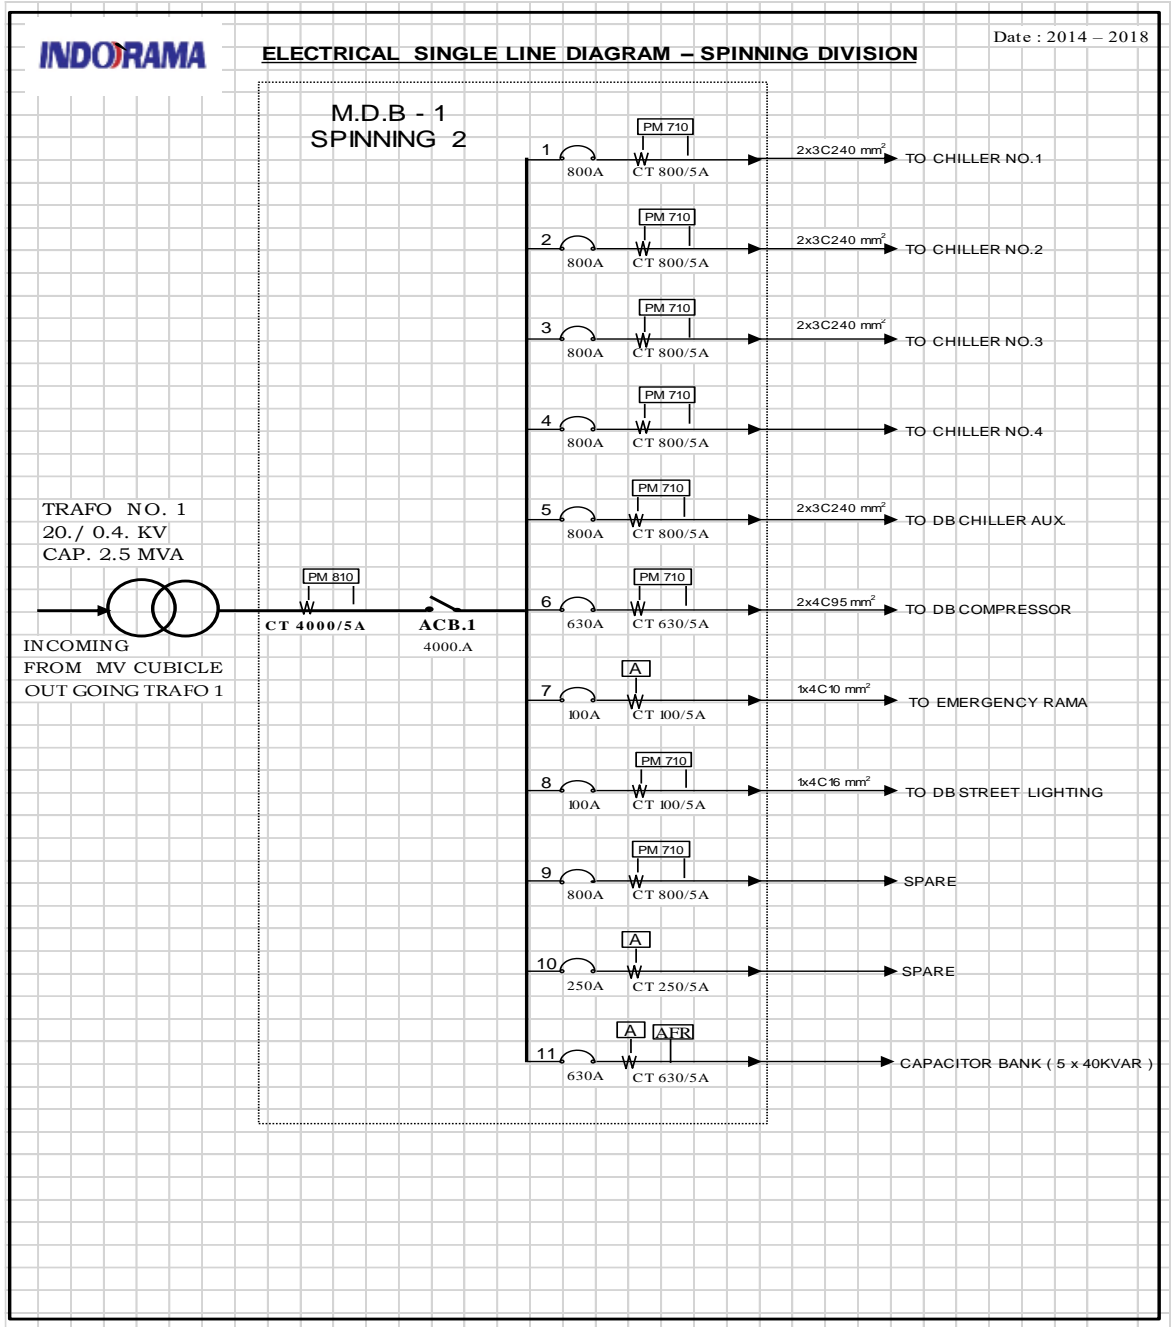 INDORAMA
ELECTRICAL SINGLE LINE DIAGRAM – SPINNING DIVISION
Date : 2014 – 2018
M.D.B - 1
SPINNING 2
TRAFO NO. 1
20./ 0.4. KV
CAP. 2.5 MVA
INCOMING
FROM MV CUBICLE
OUT GOING TRAFO 1
PM 810
CT 4000/5A
ACB.1
4000.A
1
800A
PM 710
CT 800/5A
2x3C240 mm²
TO CHILLER NO.1
2
800A
PM 710
CT 800/5A
2x3C240 mm²
TO CHILLER NO.2
3
800A
PM 710
CT 800/5A
2x3C240 mm²
TO CHILLER NO.3
4
800A
PM 710
CT 800/5A
TO CHILLER NO.4
5
800A
PM 710
CT 800/5A
2x3C240 mm²
TO DB CHILLER AUX.
6
630A
PM 710
CT 630/5A
2x4C95 mm²
TO DB COMPRESSOR
7
100A
A
CT 100/5A
1x4C10 mm²
TO EMERGENCY RAMA
8
100A
PM 710
CT 100/5A
1x4C16 mm²
TO DB STREET LIGHTING
9
800A
PM 710
CT 800/5A
SPARE
10
250A
A
CT 250/5A
SPARE
11
630A
A
AFR
CT 630/5A
CAPACITOR BANK ( 5 x 40KVAR )